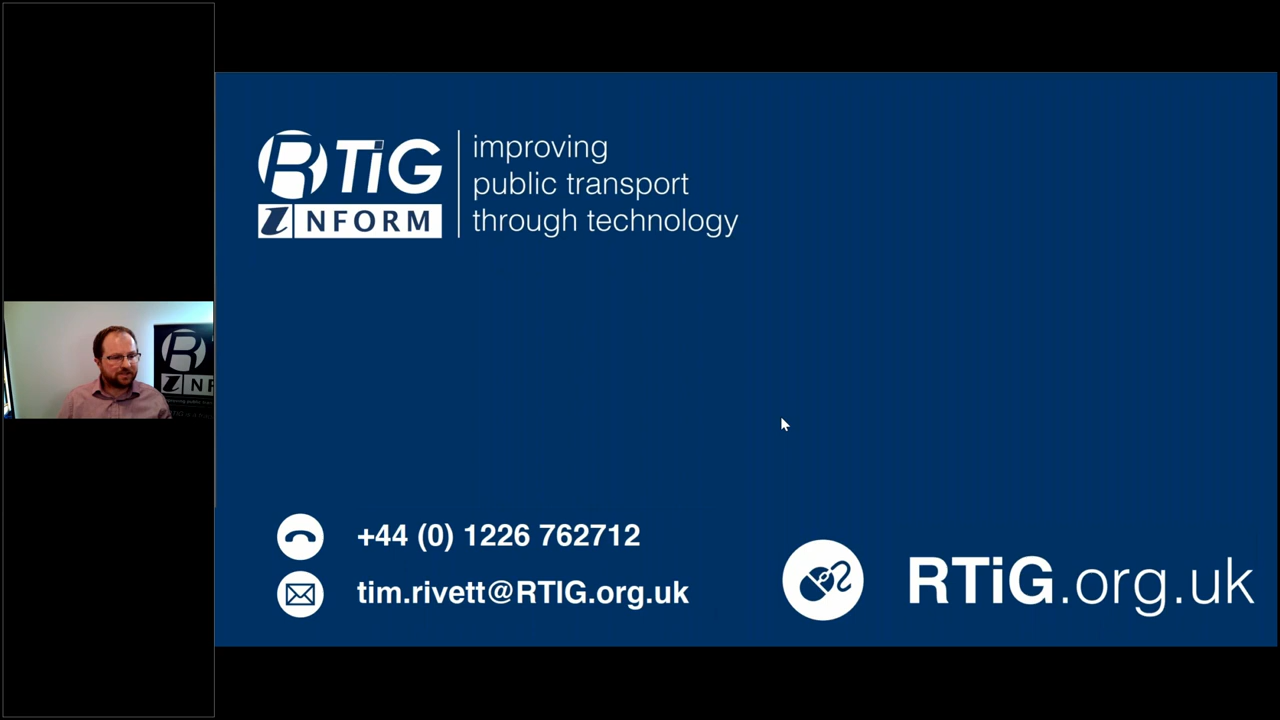 RTiG
iNFORM
improving
public transport
through technology
+44 (0) 1226 762712
tim.rivett@RTIG.org.uk
RTiG.org.uk
R
iNF